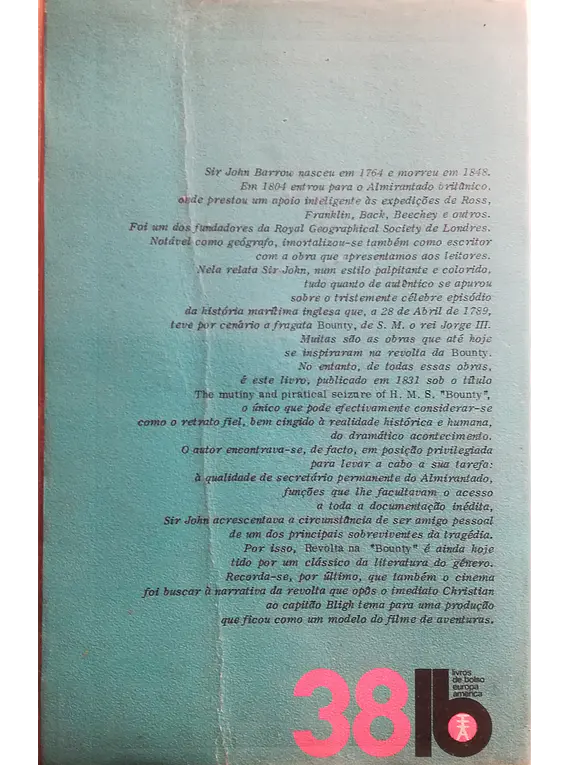 Sir John Barrow nasceu em 1764 e morreu em 1848.
Em 1804 entrou para o Almirantado britânico,
onde prestou um apoio inteligente às expedições de Ross,
Franklin, Back, Beechey e outros.
Foi um dos fundadores da Royal Geographical Society de Londres.
Notável como geógrafo, imortalizou-se também como escritor
com a obra que apresentamos aos leitores.
Nela relata Sir John, num estilo palpitante e colorido,
tudo quanto de autêntico se apurou
sobre o tristemente célebre episódio
da história marítima inglesa que, a 28 de Abril de 1789,
teve por cenário a fragata Bounty, de S. M. o rei Jorge III.
Muitas são as obras que até hoje
se inspiraram na revolta da Bounty.
No entanto, de todas essas obras,
é este livro, publicado em 1831 sob o título
The mutiny and piratical seizure of H. M. S. "Bounty",
o único que pode efectivamente considerar-se
como o retrato fiel, bem cingido à realidade histórica e humana,
do dramático acontecimento.
O autor encontrava-se, de facto, em posição privilegiada
para levar a cabo a sua tarefa:
à qualidade de secretário permanente do Almirantado,
funções que lhe facultavam o acesso
a toda a documentação inédita,
Sir John acrescentava a circunstância de ser amigo pessoal
de um dos principais sobreviventes da tragédia.
Por isso, Revolta na "Bounty" é ainda hoje
tido por um clássico da literatura do género.
Recorda-se, por último, que também o cinema
foi buscar à narrativa da revolta que opôs o imediato Christian
ao capitão Bligh tema para uma produção
que ficou como um modelo do filme de aventuras.
38 lb
livros
de bolso
europa
américa